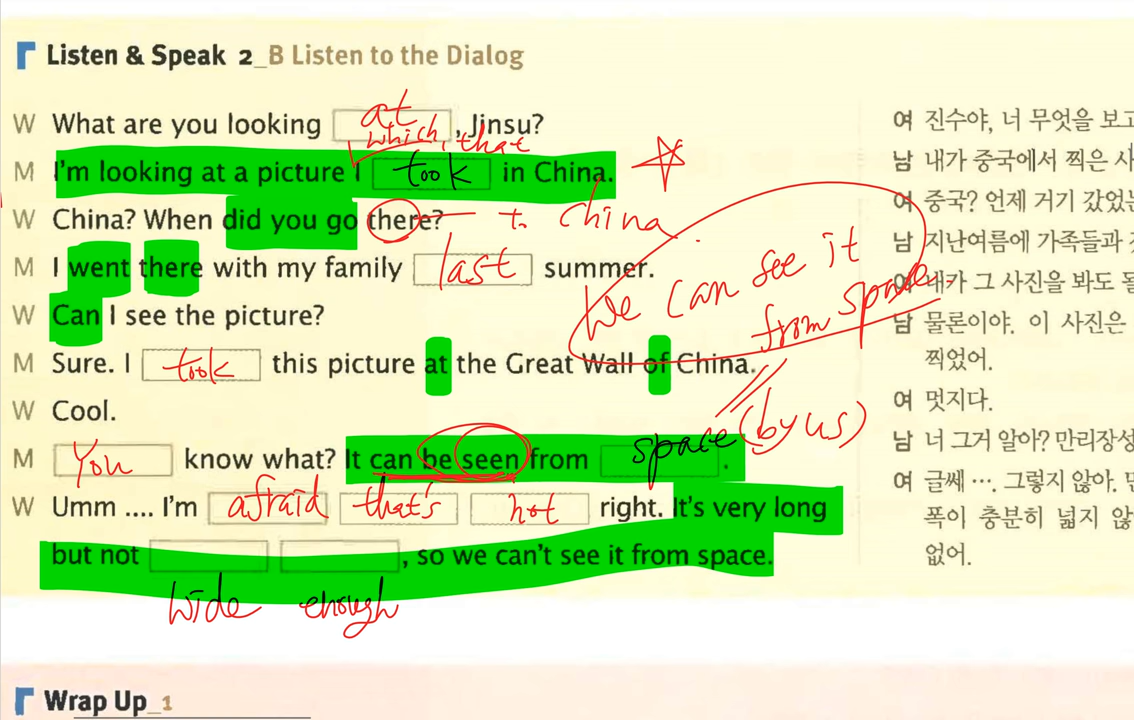 Listen & Speak 2_B Listen to the Dialog
at
W What are you looking , Jinsu?
which, that
M I'm looking at a picture I took in China.
W China? When did you go there? to China
M I went there with my family last summer.
We can see it from space
W Can I see the picture?
M Sure. I took this picture at the Great Wall of China.
W Cool.
(by us)
M You know what? It can be seen from space.
W Umm .... I'm afraid that's not right. It's very long
but not , so we can't see it from space.
wide enough
여 진수야, 너 무엇을 보고
남 내가 중국에서 찍은 사
여 중국? 언제 거기 갔었는
남 지난여름에 가족들과
여 내가 그 사진을 봐도 될
남 물론이야. 이 사진은
찍었어.
여 멋지다.
남 너 그거 알아? 만리장성
여 글쎄 …. 그렇지 않아.
폭이 충분히 넓지 않
없어.
Wrap Up_1